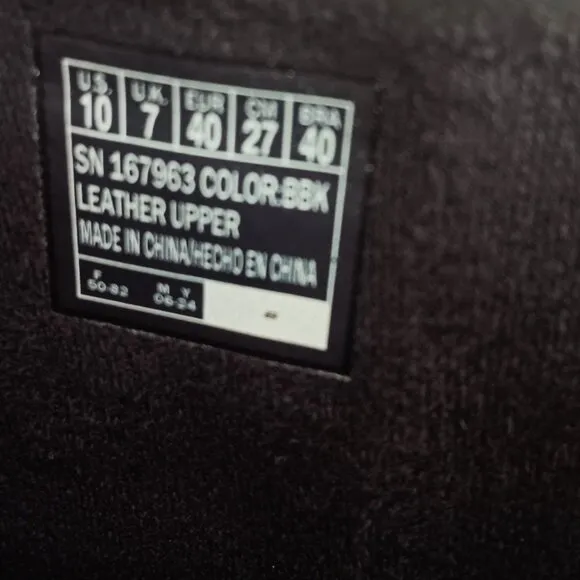 U.S. U.K. EUR CM BRA
10 7 40 27 40
SN 167963 COLOR:BBK
LEATHER UPPER
MADE IN CHINA/HECHO EN CHINA
F M Y
50-82 06-24